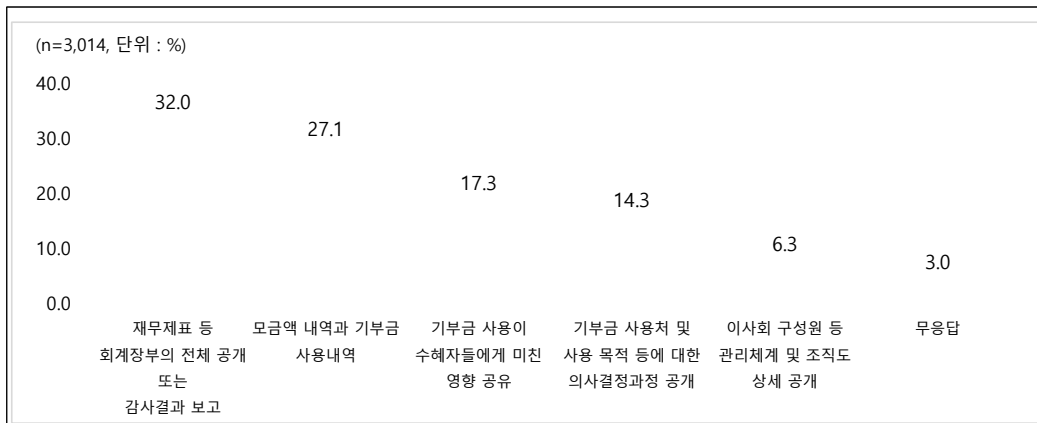 (n=3,014, 단위 : %)
40.0
30.0
20.0
10.0
0.0
32.0
27.1
17.3
14.3
6.3
3.0
재무제표 등
회계장부의 전체 공개
또는
감사결과 보고
모금액 내역과 기부금
사용내역
기부금 사용이
수혜자들에게 미친
영향 공유
기부금 사용처 및
사용 목적 등에 대한
의사결정과정 공개
이사회 구성원 등
관리체계 및 조직도
상세 공개
무응답